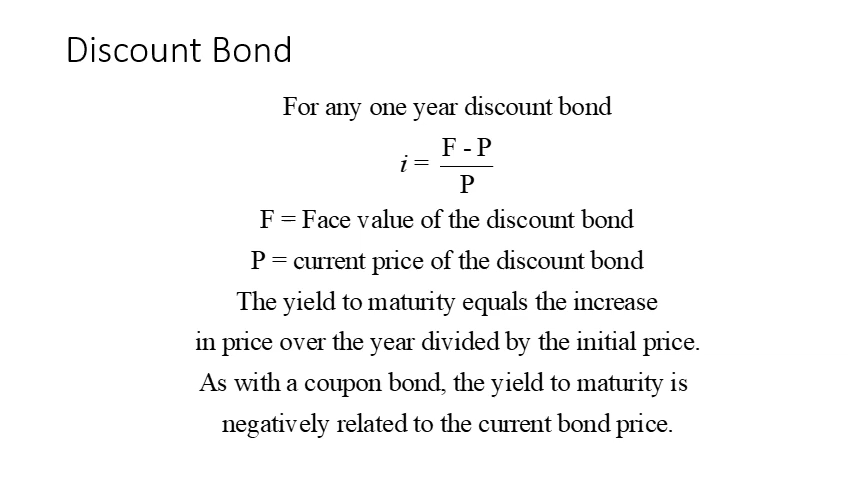 Discount Bond
For any one year discount bond
i = F - P
P
F = Face value of the discount bond
P = current price of the discount bond
The yield to maturity equals the increase
in price over the year divided by the initial price.
As with a coupon bond, the yield to maturity is
negatively related to the current bond price.